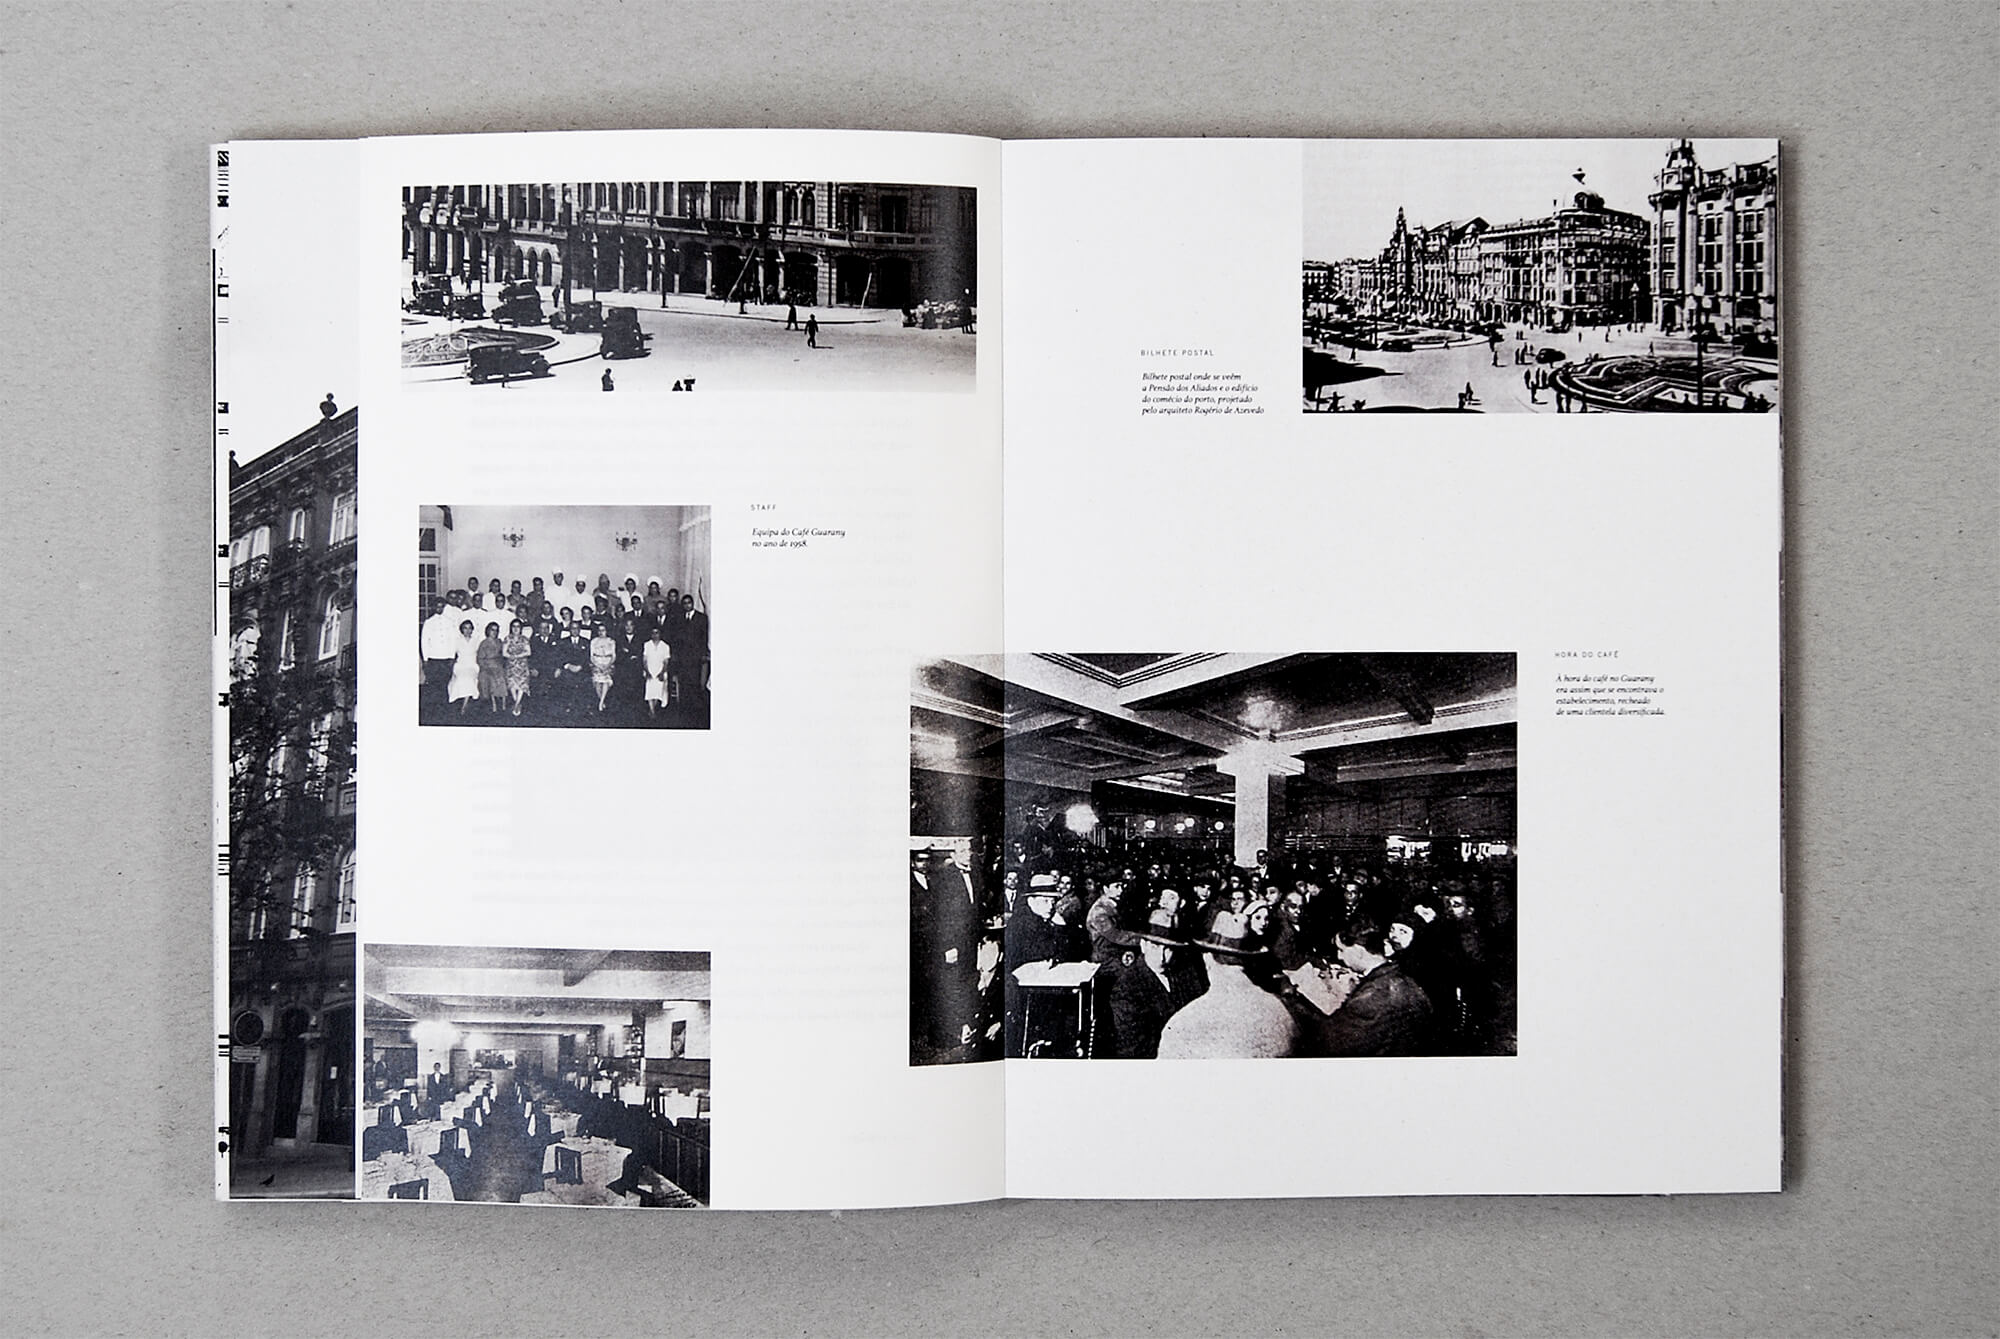 AT
STAFF
Equipa do Café Guarany
no ano de 1958.
BILHETE POSTAL
Bilhete postal onde se veêm
a Pensão dos Aliados e o edifício
do comécio do porto, projetado
pelo arquiteto Rogério de Azevedo
HORA DO CAFÉ
À hora do café no Guarany
era assim que se encontrava o
estabelecimento, recheado
de uma clientela diversificada.